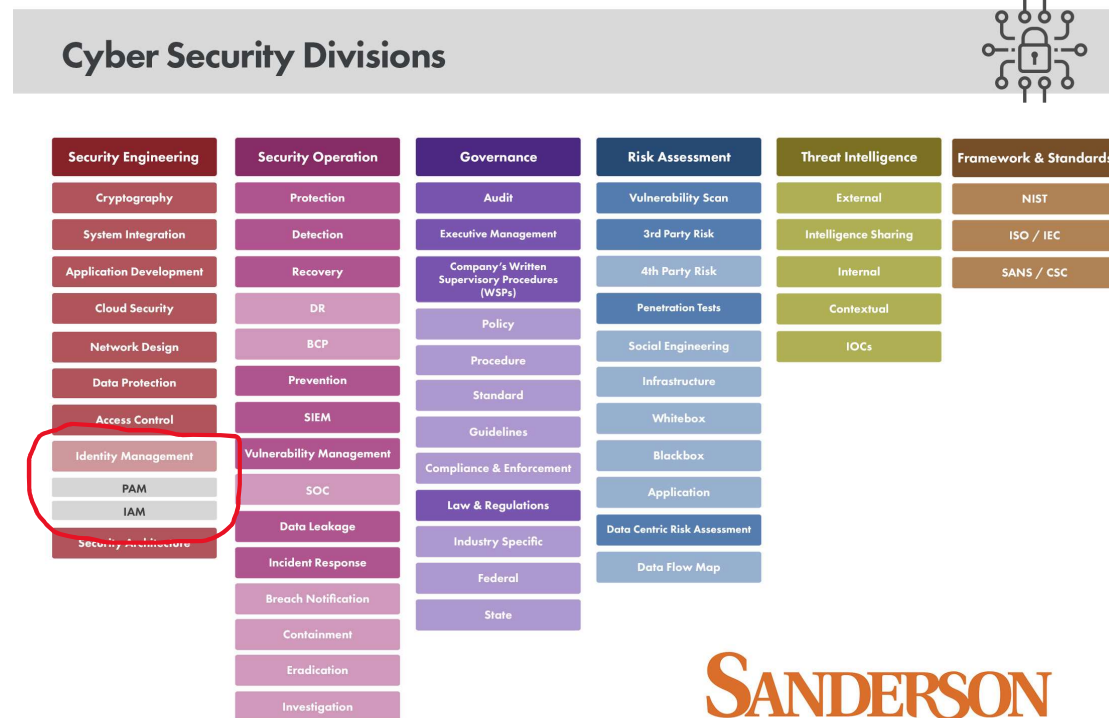 Cyber Security Divisions
Security Engineering
Cryptography
System Integration
Application Development
Cloud Security
Network Design
Data Protection
Access Control
Identity Management
PAM
IAM
Security Architecture
Security Operation
Protection
Detection
Recovery
DR
BCP
Prevention
SIEM
Vulnerability Management
SOC
Data Leakage
Incident Response
Breach Notification
Containment
Eradication
Investigation
Governance
Audit
Executive Management
Company's Written
Supervisory Procedures
(WSPs)
Policy
Procedure
Standard
Guidelines
Compliance & Enforcement
Law & Regulations
Industry Specific
Federal
State
Risk Assessment
Vulnerability Scan
3rd Party Risk
4th Party Risk
Penetration Tests
Social Engineering
Infrastructure
Whitebox
Blackbox
Application
Data Centric Risk Assessment
Data Flow Map
Threat Intelligence
External
Intelligence Sharing
Internal
Contextual
IOCs
Framework & Standards
NIST
ISO / IEC
SANS / CSC
SANDERSON